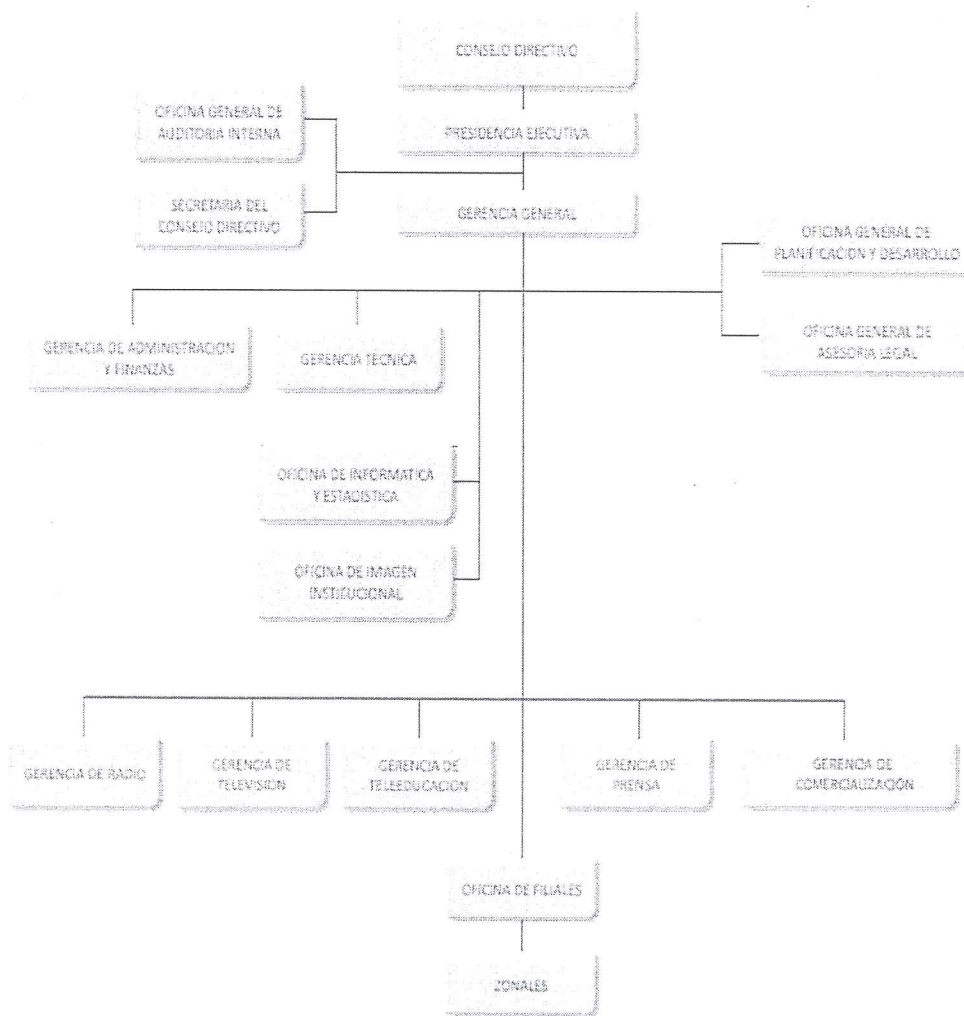 CONSEJO DIRECTIVO
OFICINA GENERAL DE
AUDITORIA INTERNA
PRESIDENCIA EJECUTIVA
SECRETARIA DEL
CONSEJO DIRECTIVO
GERENCIA GENERAL
OFICINA GENERAL DE
PLANIFICACION Y DESARROLLO
GERENCIA DE ADMINISTRACION
Y FINANZAS
GERENCIA TECNICA
OFICINA GENERAL DE
ASESORIA LEGAL
OFICINA DE INFORMATICA
Y ESTADISTICA
OFICINA DE IMAGEN
INSTITUCIONAL
GERENCIA DE RADIO
GERENCIA DE
TELEVISION
GERENCIA DE
TELEEDUCACION
GERENCIA DE
PRENSA
GERENCIA DE
COMERCIALIZACIÓN
OFICINA DE FILIALES
ZONALES